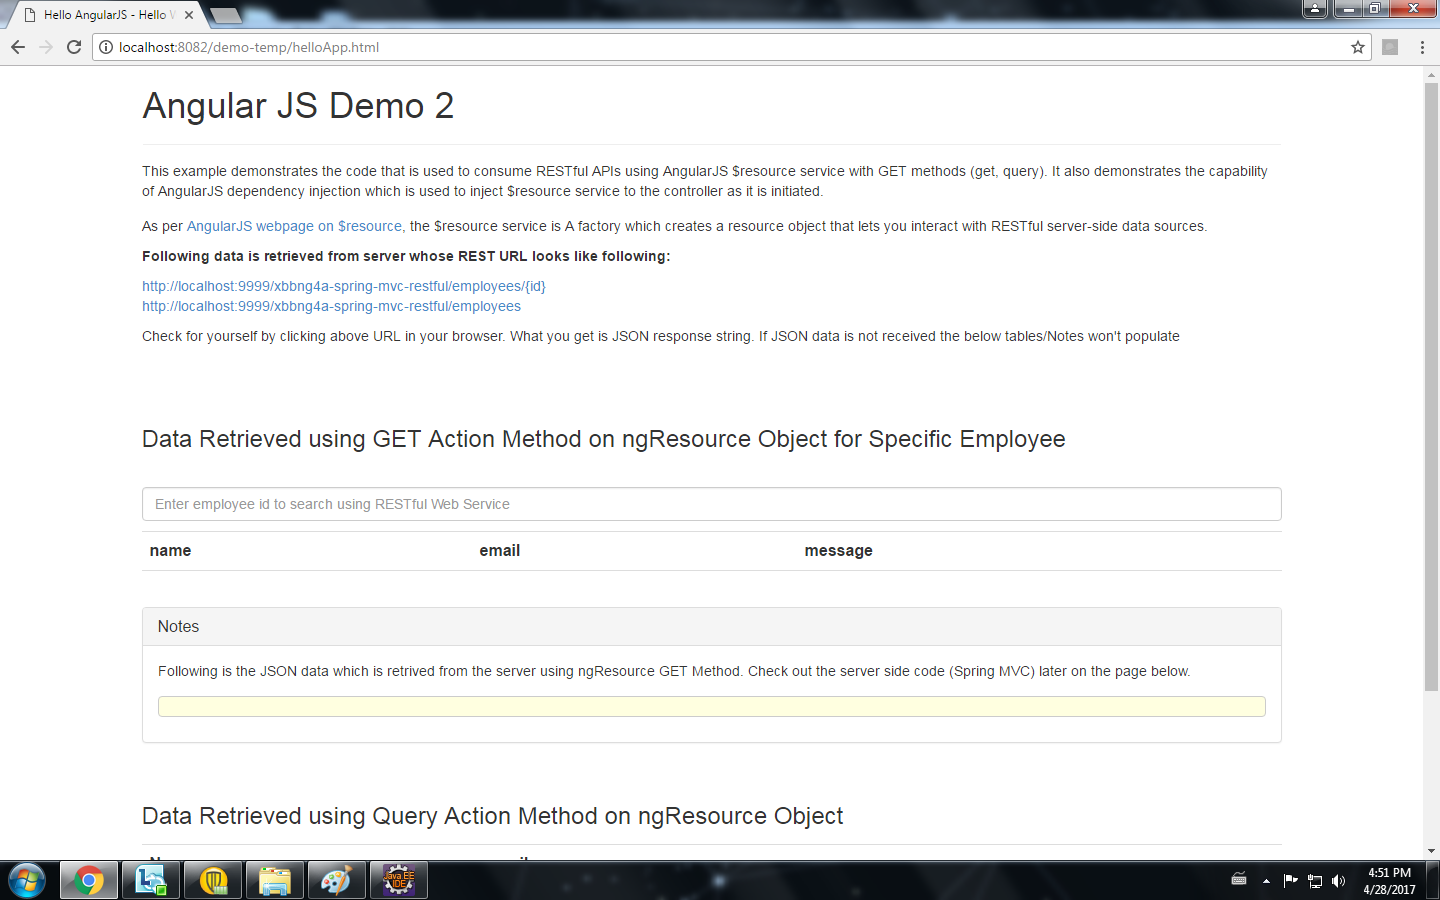 Hello AngularJS - Hello W
localhost:8082/demo-temp/helloApp.html
Angular JS Demo 2
This example demonstrates the code that is used to consume RESTful APIs using AngularJS $resource service with GET methods (get, query). It also demonstrates the capability
of AngularJS dependency injection which is used to inject $resource service to the controller as it is initiated.
As per AngularJS webpage on $resource, the $resource service is A factory which creates a resource object that lets you interact with RESTful server-side data sources.
Following data is retrieved from server whose REST URL looks like following:
http://localhost:9999/xbbng4a-spring-mvc-restful/employees/{id}
http://localhost:9999/xbbng4a-spring-mvc-restful/employees
Check for yourself by clicking above URL in your browser. What you get is JSON response string. If JSON data is not received the below tables/Notes won't populate
Data Retrieved using GET Action Method on ngResource Object for Specific Employee
Enter employee id to search using RESTful Web Service
name email message
Notes
Following is the JSON data which is retrived from the server using ngResource GET Method. Check out the server side code (Spring MVC) later on the page below.
Data Retrieved using Query Action Method on ngResource Object
Java EE
IDE
4:51 PM
4/28/2017